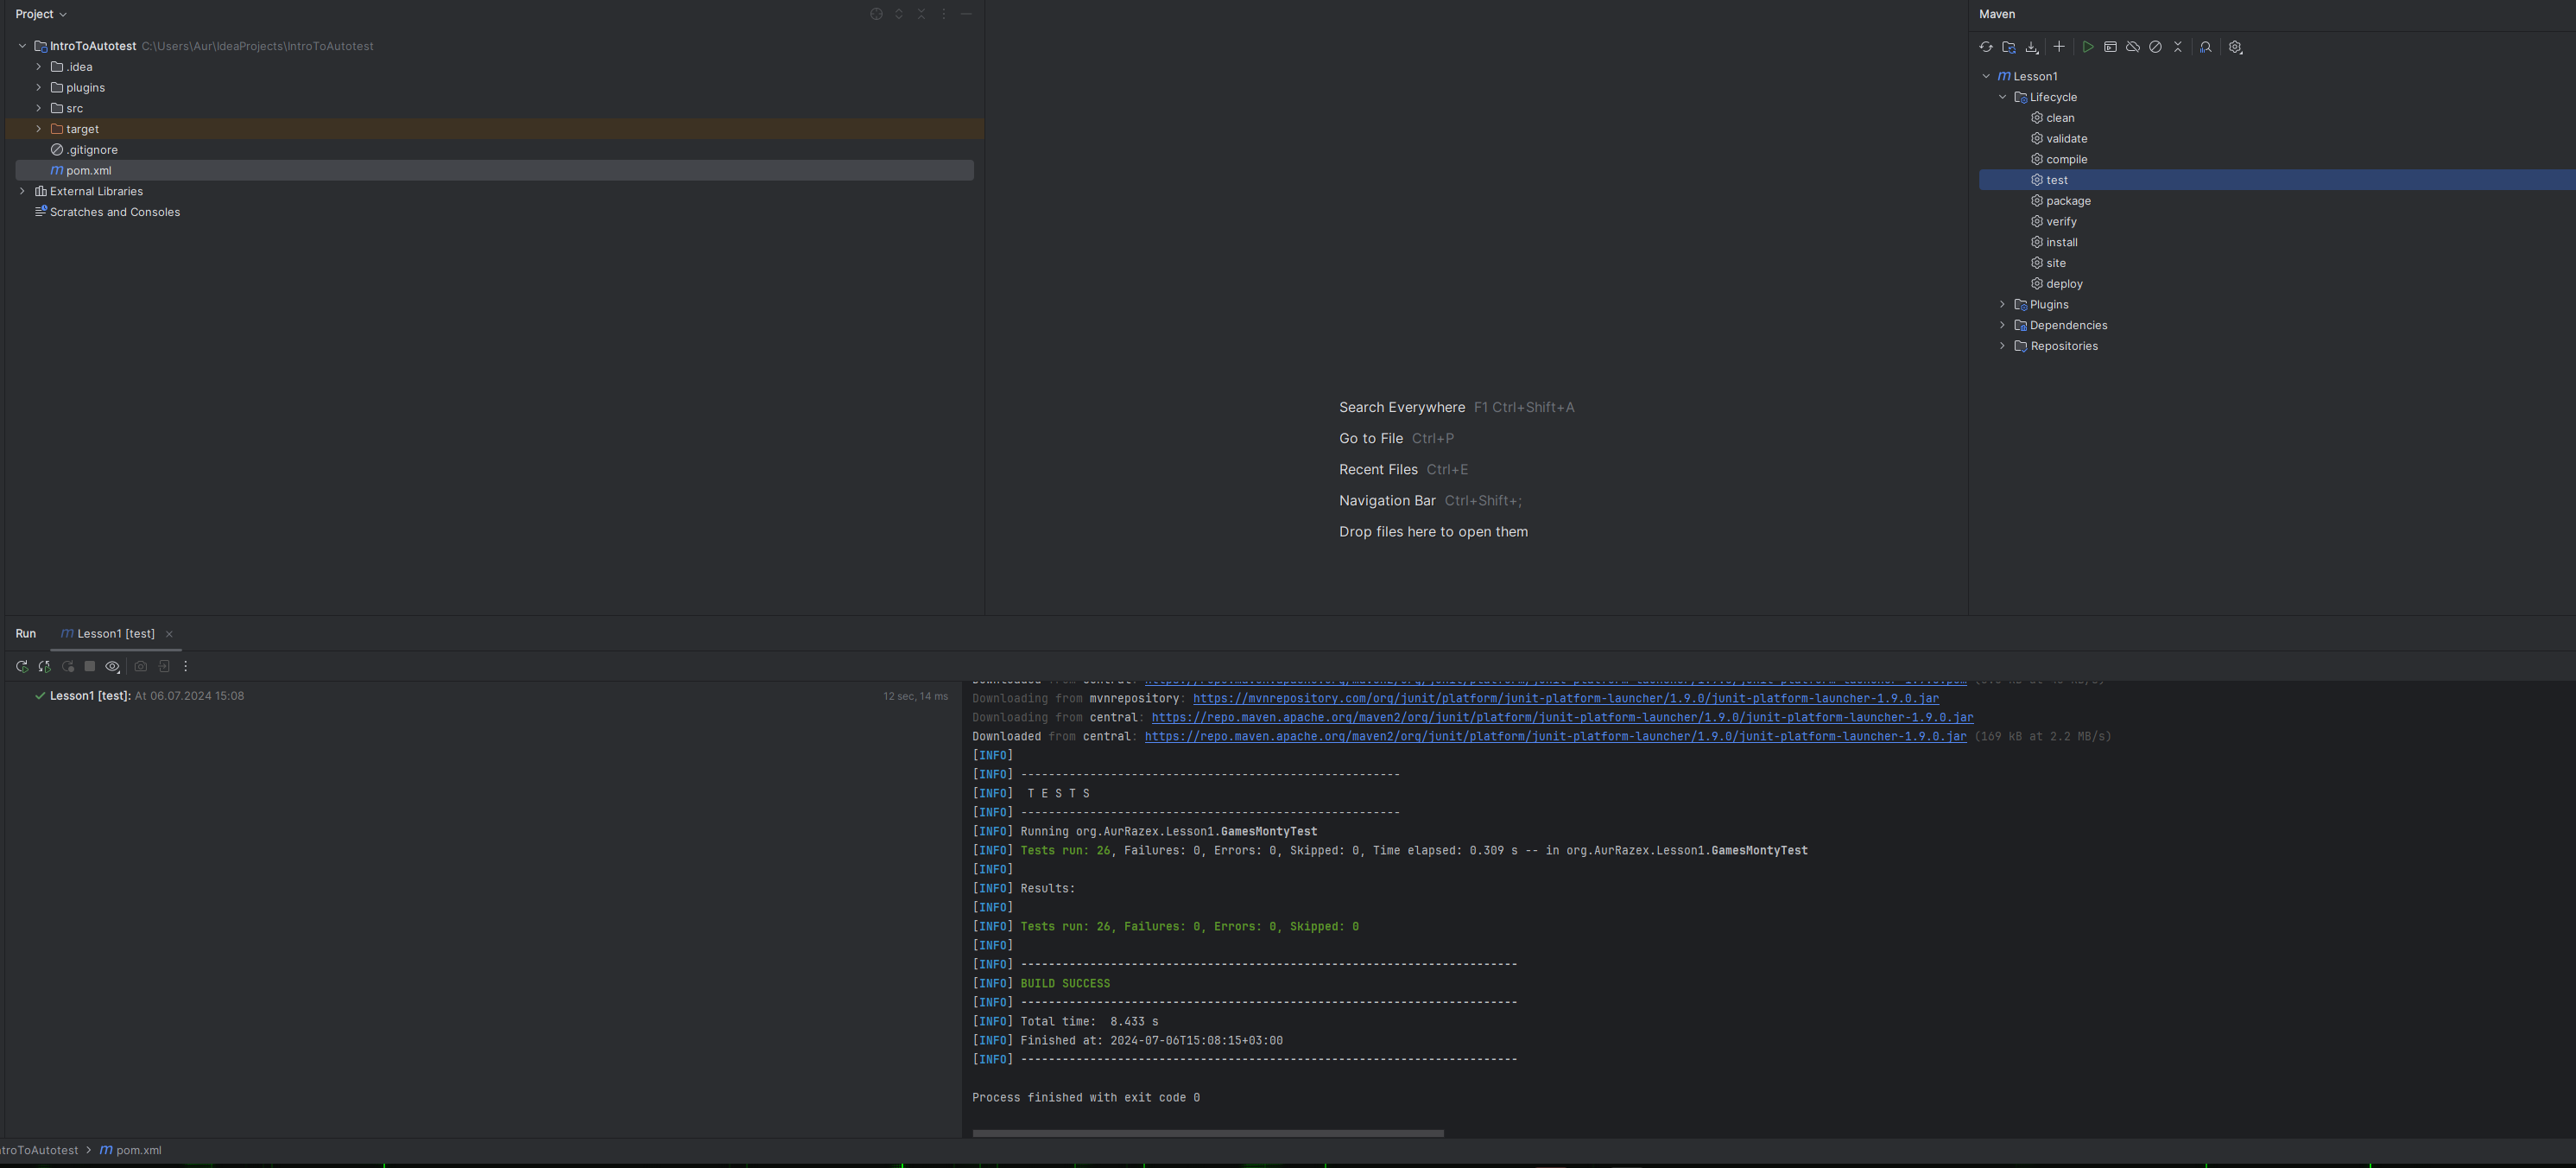 Project
IntroToAutotest C:\Users\Aur\IdeaProjects\IntroToAutotest
.idea
plugins
src
target
.gitignore
pom.xml
External Libraries
Scratches and Consoles
Search Everywhere F1 Ctrl+Shift+A
Go to File Ctrl+P
Recent Files Ctrl+E
Navigation Bar Ctrl+Shift+;
Drop files here to open them
Maven
Lesson1
Lifecycle
clean
validate
compile
test
package
verify
install
site
deploy
Plugins
Dependencies
Repositories
Run Lesson1 [test]
Lesson1 [test]: At 06.07.2024 15:08 12 sec, 14 ms
Downloading from mvnrepository: https://mvnrepository.com/org/junit/platform/junit-platform-launcher/1.9.0/junit-platform-launcher-1.9.0.jar
Downloading from central: https://repo.maven.apache.org/maven2/org/junit/platform/junit-platform-launcher/1.9.0/junit-platform-launcher-1.9.0.jar
Downloaded from central: https://repo.maven.apache.org/maven2/org/junit/platform/junit-platform-launcher/1.9.0/junit-platform-launcher-1.9.0.jar (169 kB at 2.2 MB/s)
[INFO]
[INFO] -------------------------------------------------------
[INFO]  T E S T S
[INFO] -------------------------------------------------------
[INFO] Running org.AurRazex.Lesson1.GamesMontyTest
[INFO] Tests run: 26, Failures: 0, Errors: 0, Skipped: 0, Time elapsed: 0.309 s -- in org.AurRazex.Lesson1.GamesMontyTest
[INFO]
[INFO] Results:
[INFO]
[INFO] Tests run: 26, Failures: 0, Errors: 0, Skipped: 0
[INFO]
[INFO] ------------------------------------------------------------------------
[INFO] BUILD SUCCESS
[INFO] ------------------------------------------------------------------------
[INFO] Total time:  8.433 s
[INFO] Finished at: 2024-07-06T15:08:15+03:00
[INFO] ------------------------------------------------------------------------
Process finished with exit code 0
troToAutotest > pom.xml